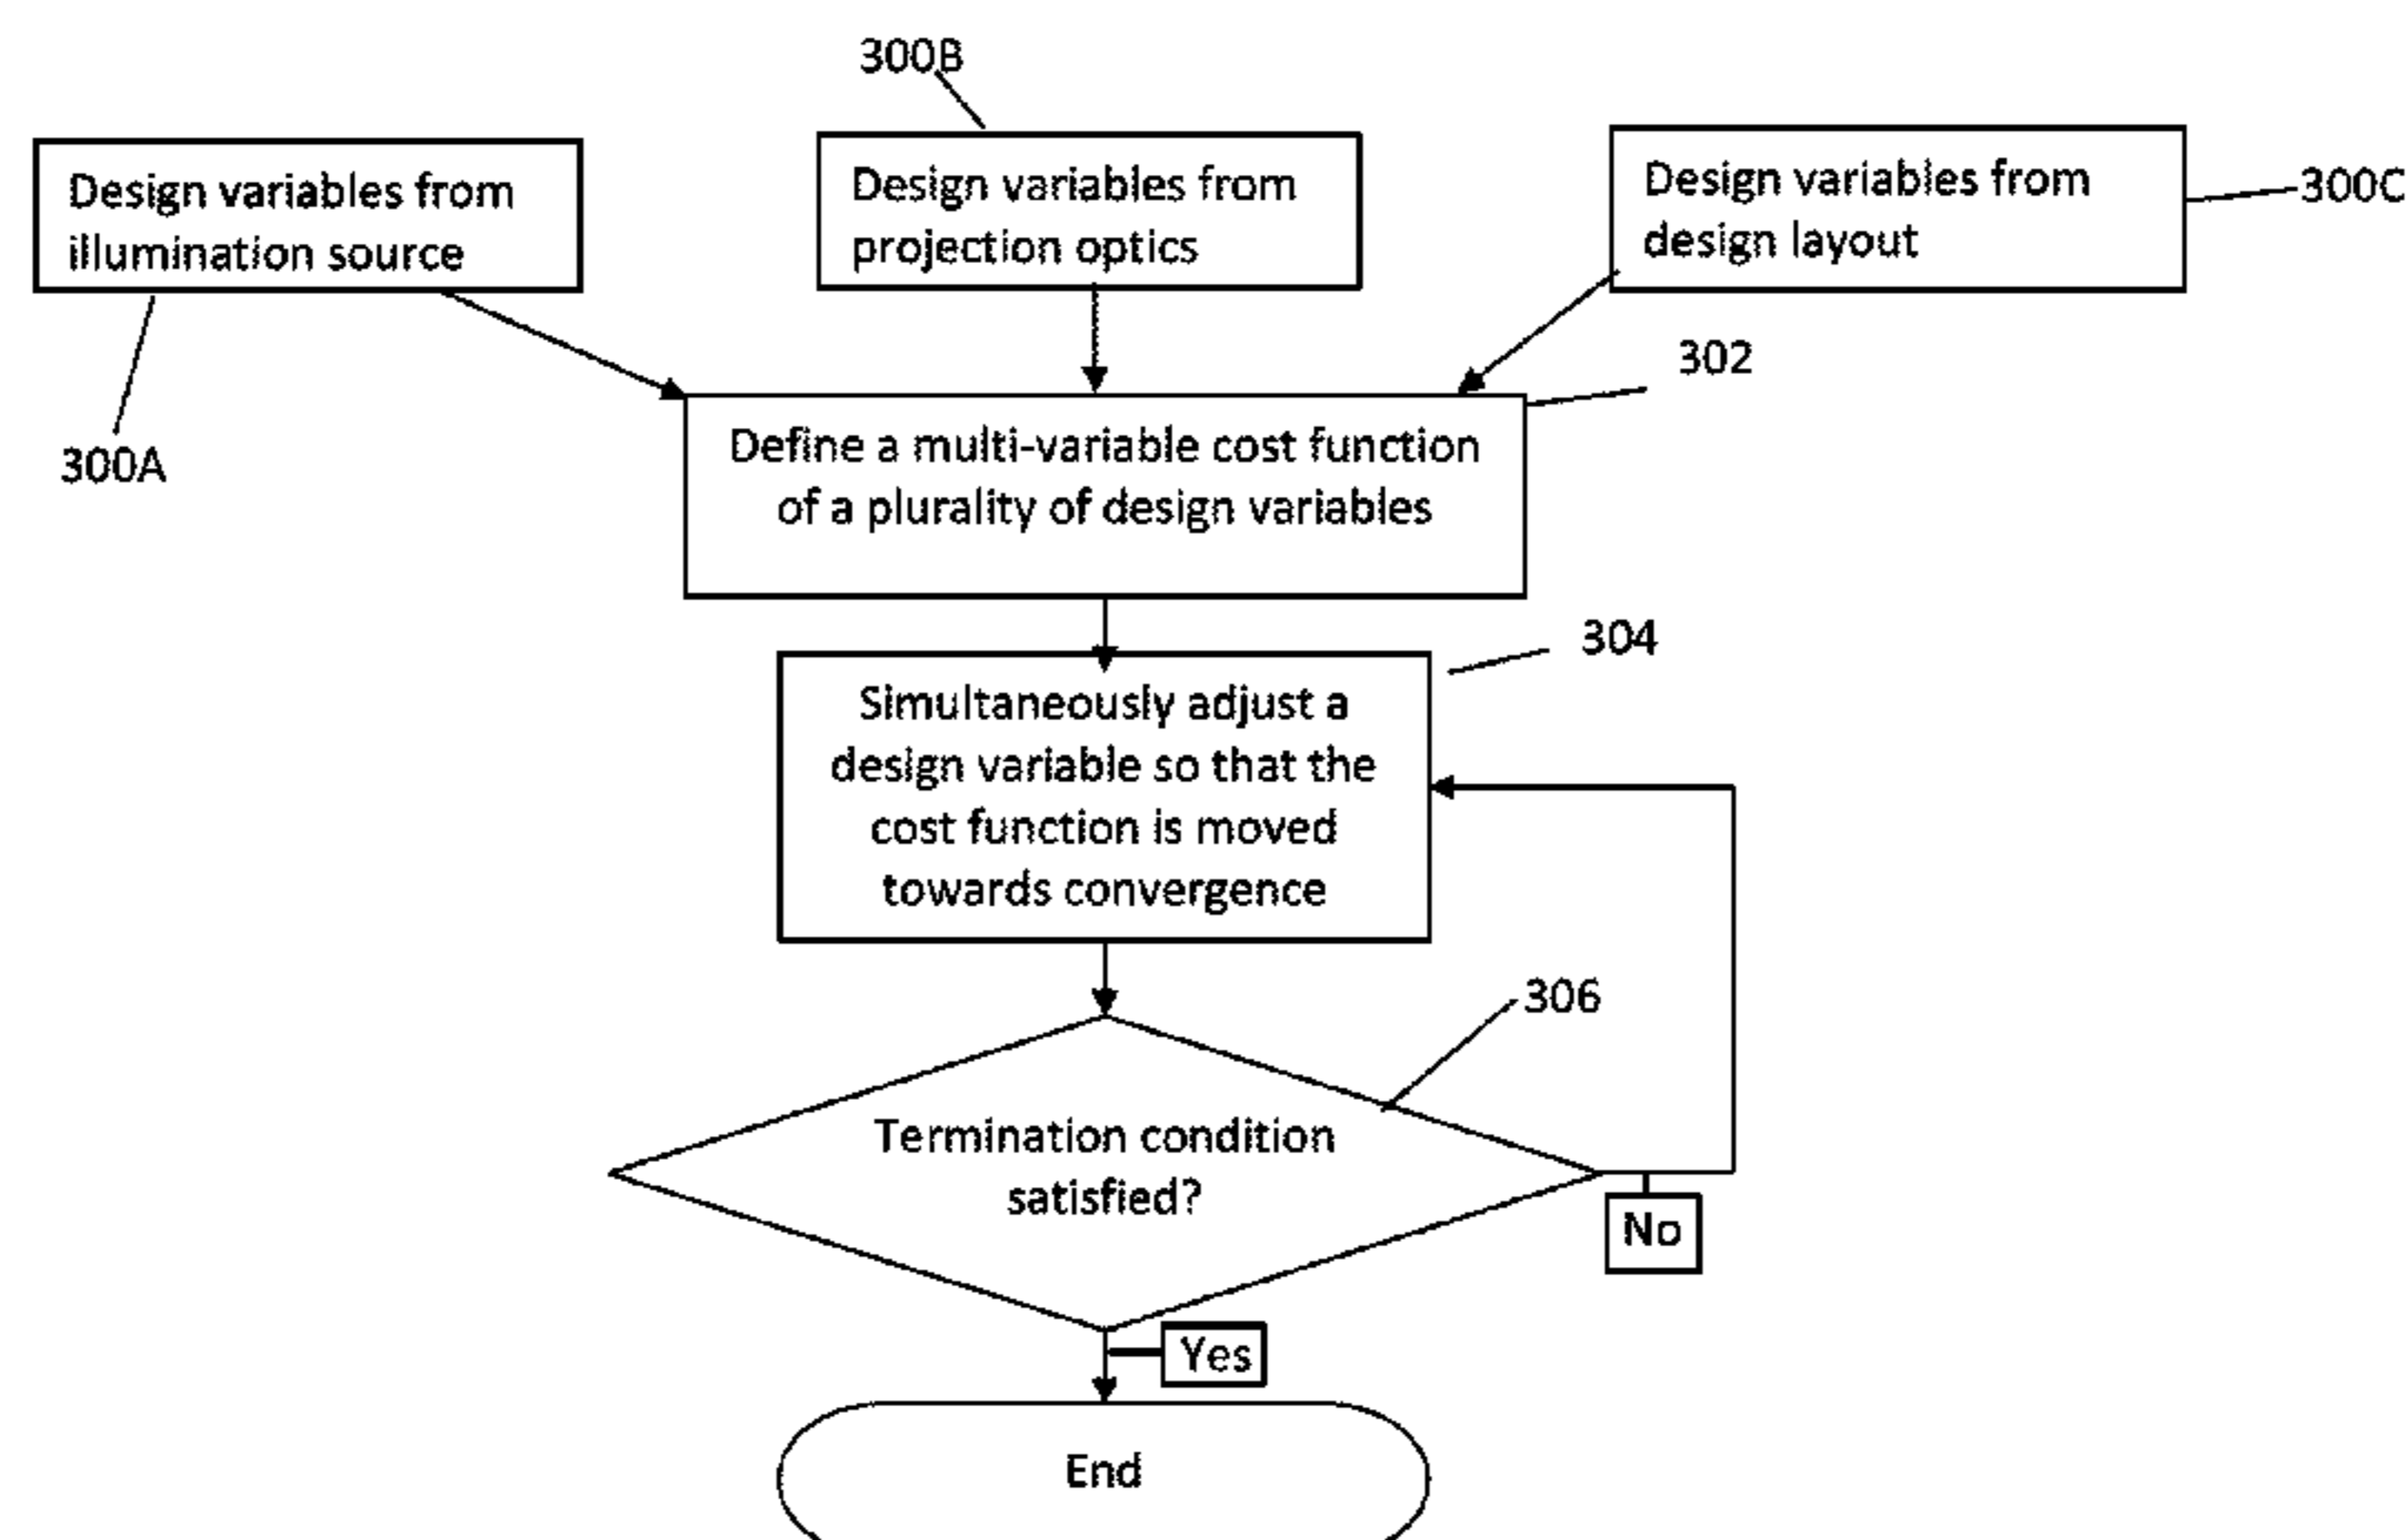 300B
Design variables from
illumination source
Design variables from
projection optics
Design variables from
design layout
300C
302
300A
Define a multi-variable cost function
of a plurality of design variables
304
Simultaneously adjust a
design variable so that the
cost function is moved
towards convergence
306
Termination condition
satisfied?
No
Yes
End